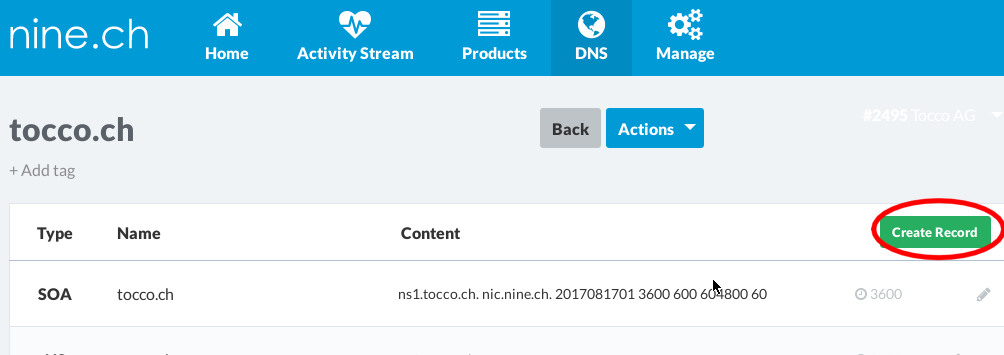 nine.ch
Home
Activity Stream
Products
DNS
Manage
tocco.ch
Back
Actions
#2495 Tocco AG
+ Add tag
Type Name Content Create Record
SOA tocco.ch ns1.tocco.ch. nic.nine.ch. 2017081701 3600 600 604800 60 3600